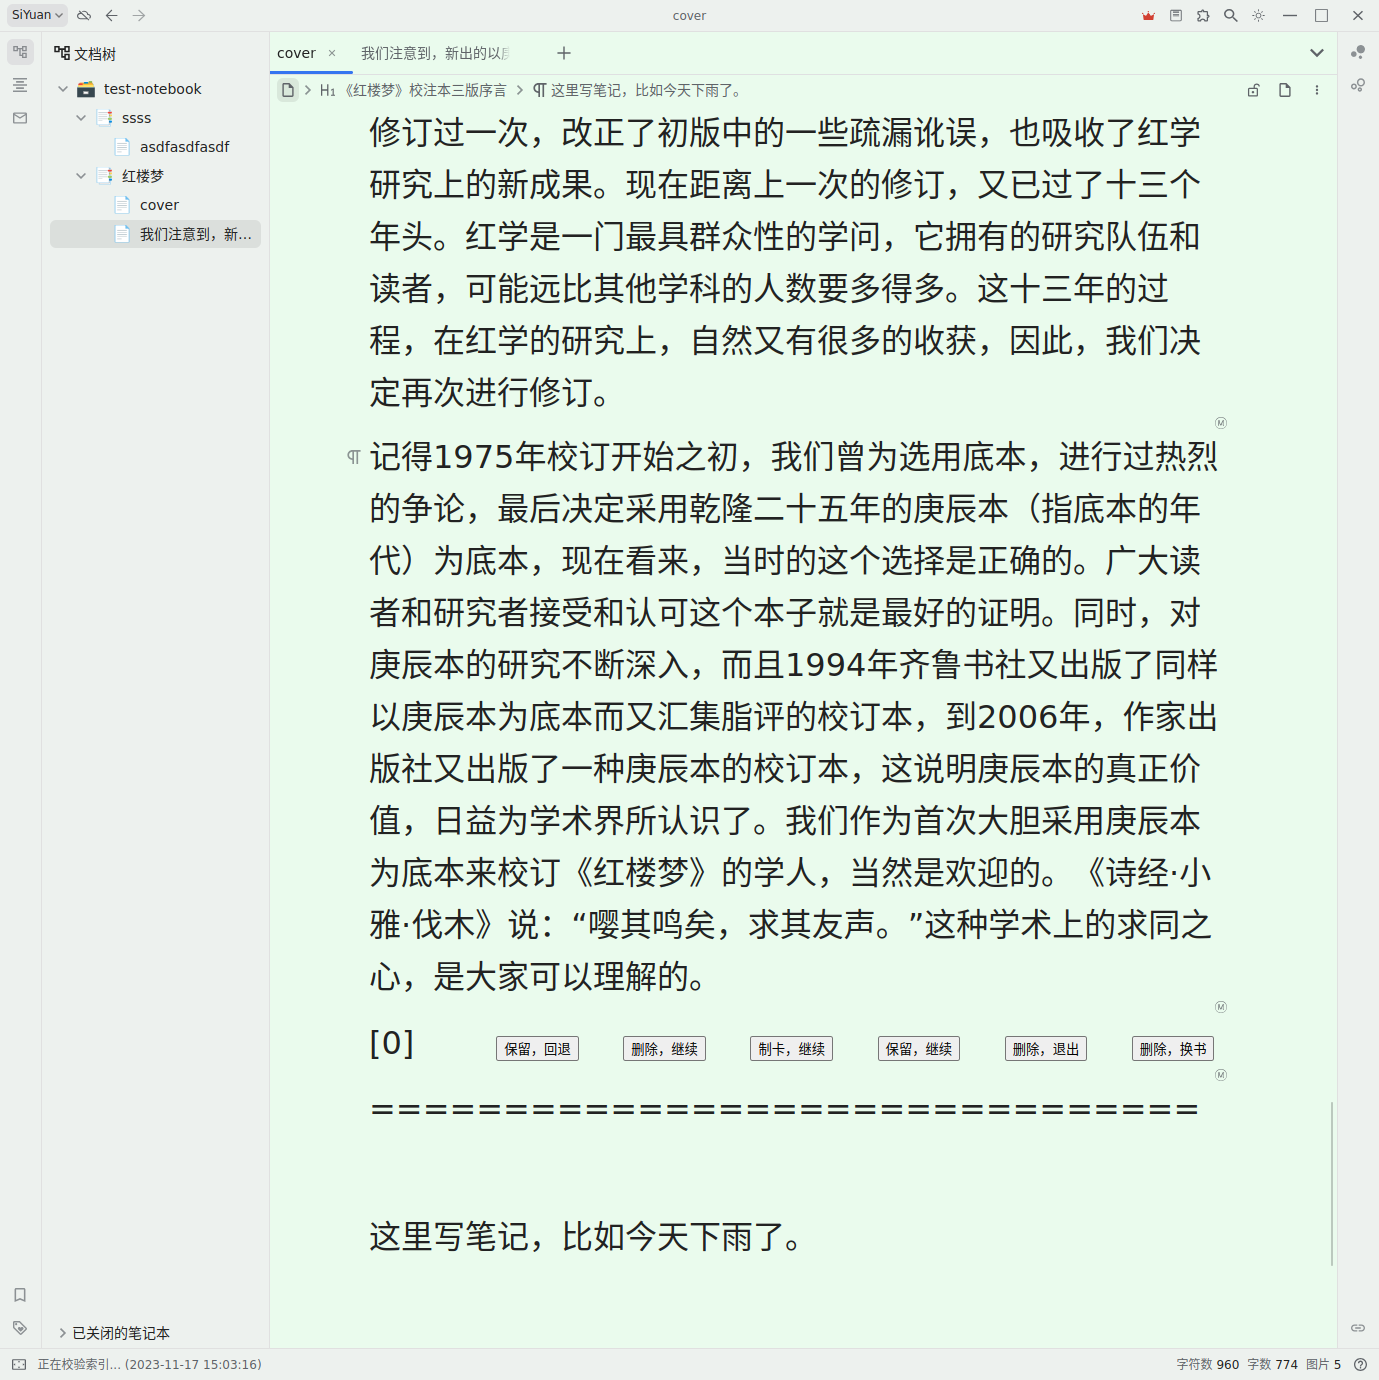 SiYuan
cover
文档树
test-notebook
ssss
asdfasdfasdf
红楼梦
cover
我们注意到，新...
已关闭的笔记本
cover
我们注意到，新出的以
H1 《红楼梦》校注本三版序言
这里写笔记，比如今天下雨了。
修订过一次，改正了初版中的一些疏漏讹误，也吸收了红学
研究上的新成果。现在距离上一次的修订，又已过了十三个
年头。红学是一门最具群众性的学问，它拥有的研究队伍和
读者，可能远比其他学科的人数要多得多。这十三年的过
程，在红学的研究上，自然又有很多的收获，因此，我们决
定再次进行修订。
记得1975年校订开始之初，我们曾为选用底本，进行过热烈
的争论，最后决定采用乾隆二十五年的庚辰本（指底本的年
代）为底本，现在看来，当时的这个选择是正确的。广大读
者和研究者接受和认可这个本子就是最好的证明。同时，对
庚辰本的研究不断深入，而且1994年齐鲁书社又出版了同样
以庚辰本为底本而又汇集脂评的校订本，到2006年，作家出
版社又出版了一种庚辰本的校订本，这说明庚辰本的真正价
值，日益为学术界所认识了。我们作为首次大胆采用庚辰本
为底本来校订《红楼梦》的学人，当然是欢迎的。《诗经·小
雅·伐木》说：“嘤其鸣矣，求其友声。”这种学术上的求同之
心，是大家可以理解的。
[0] 保留，回退 删除，继续 制卡，继续 保留，继续 删除，退出 删除，换书
===============================
这里写笔记，比如今天下雨了。
正在校验索引... (2023-11-17 15:03:16)
字符数 960 字数 774 图片 5